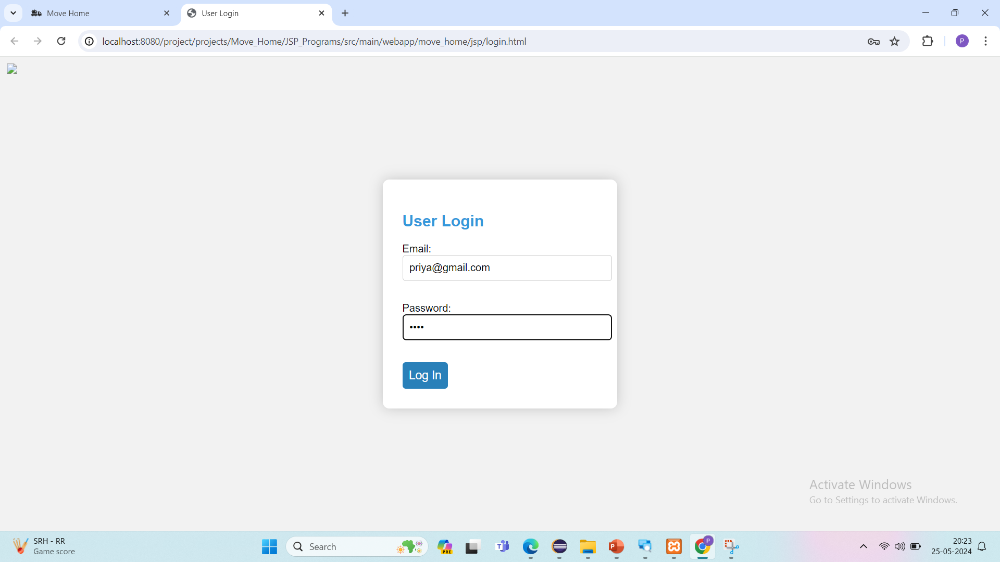 Move Home
User Login
localhost:8080/project/projects/Move_Home/JSP_Programs/src/main/webapp/move_home/jsp/login.html
P
User Login
Email:
priya@gmail.com
Password:
••••
Log In
Activate Windows
Go to Settings to activate Windows.
SRH - RR
Game score
Search
PRE
P
20:23
25-05-2024